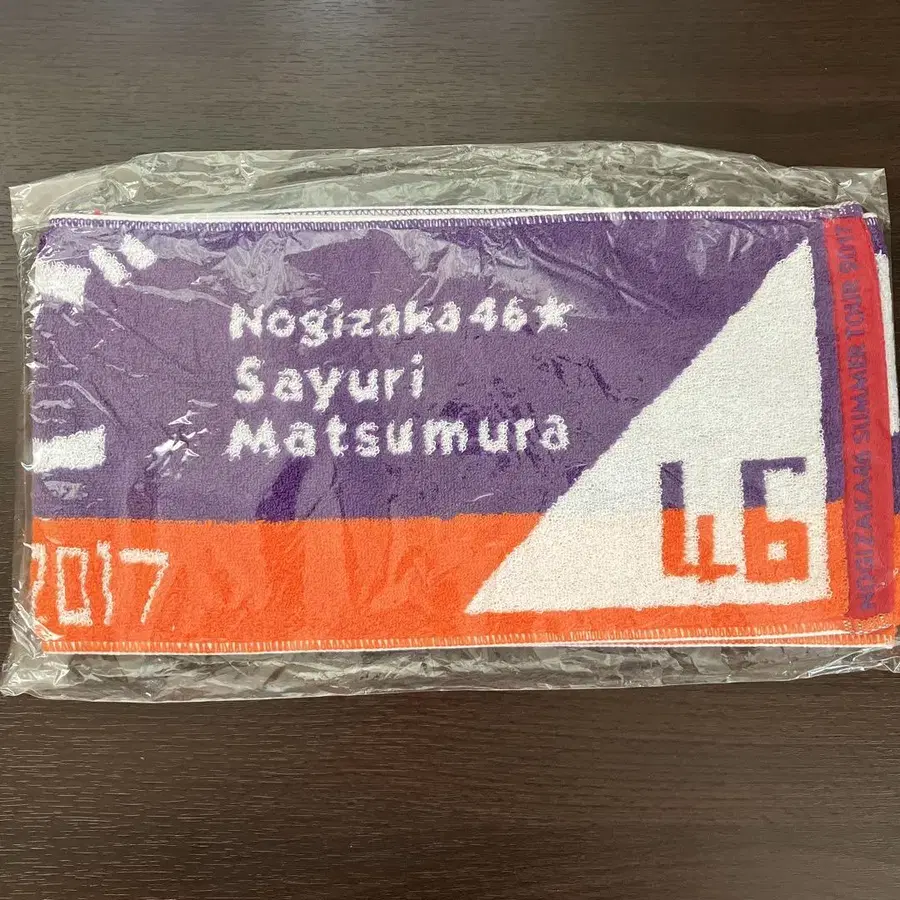 Nogizaka46★
Sayuri
Matsumura
46
2017
NOGIZAKA46 SUMMER TOUR 2017